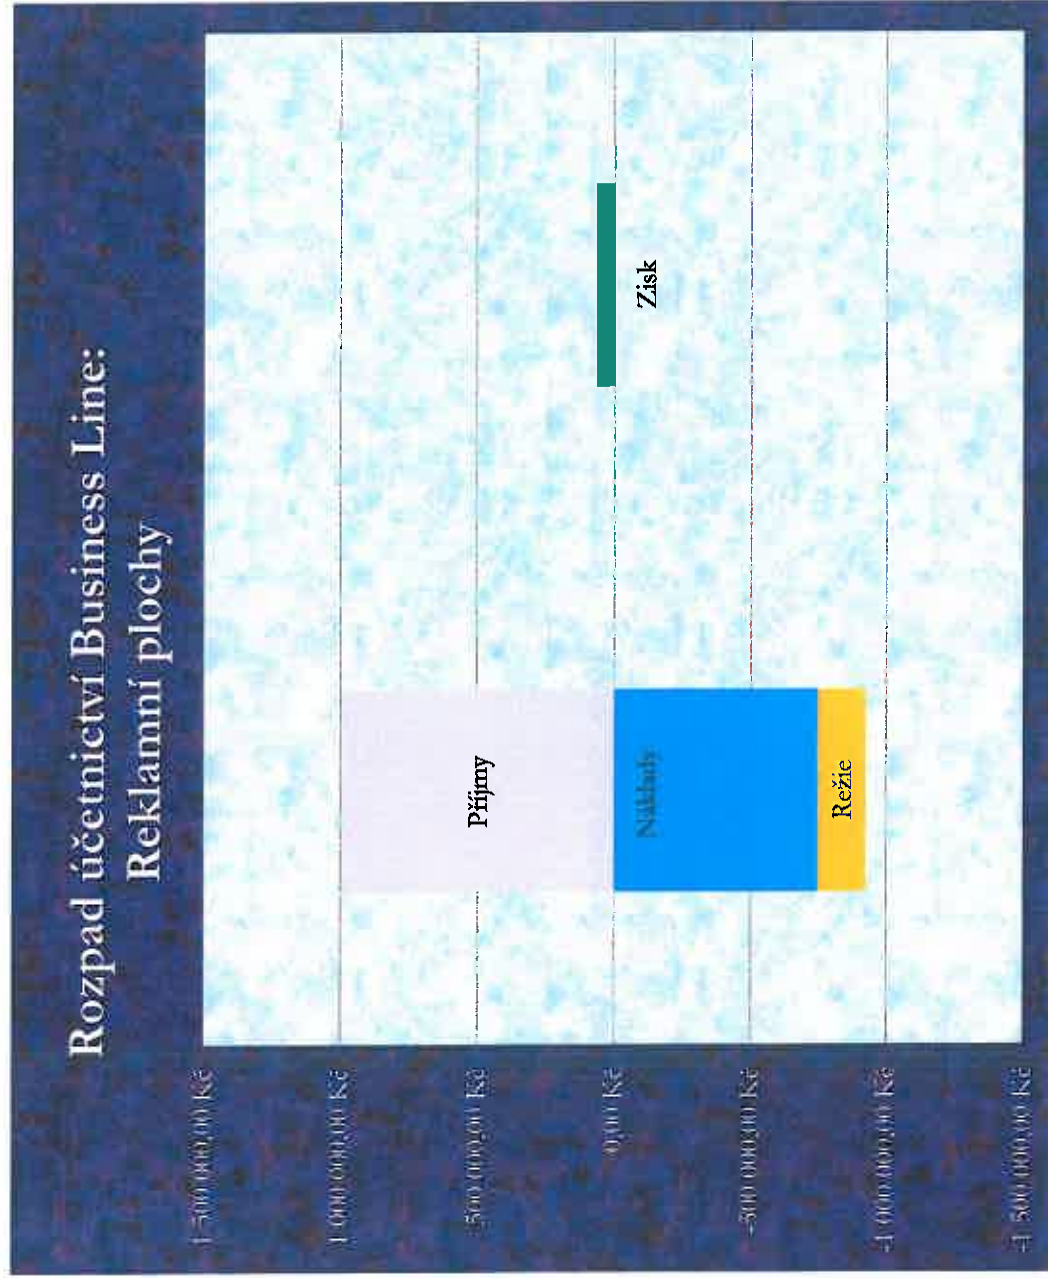 Rozpad účetnictví Business Line:
Reklamní plochy
1 500 000,00 Kč
1 000 000,00 Kč
500 000,00 Kč
0,00 Kč
-500 000,00 Kč
-1 000 000,00 Kč
-1 500 000,00 Kč
Příjmy
Náklady
Režie
Zisk